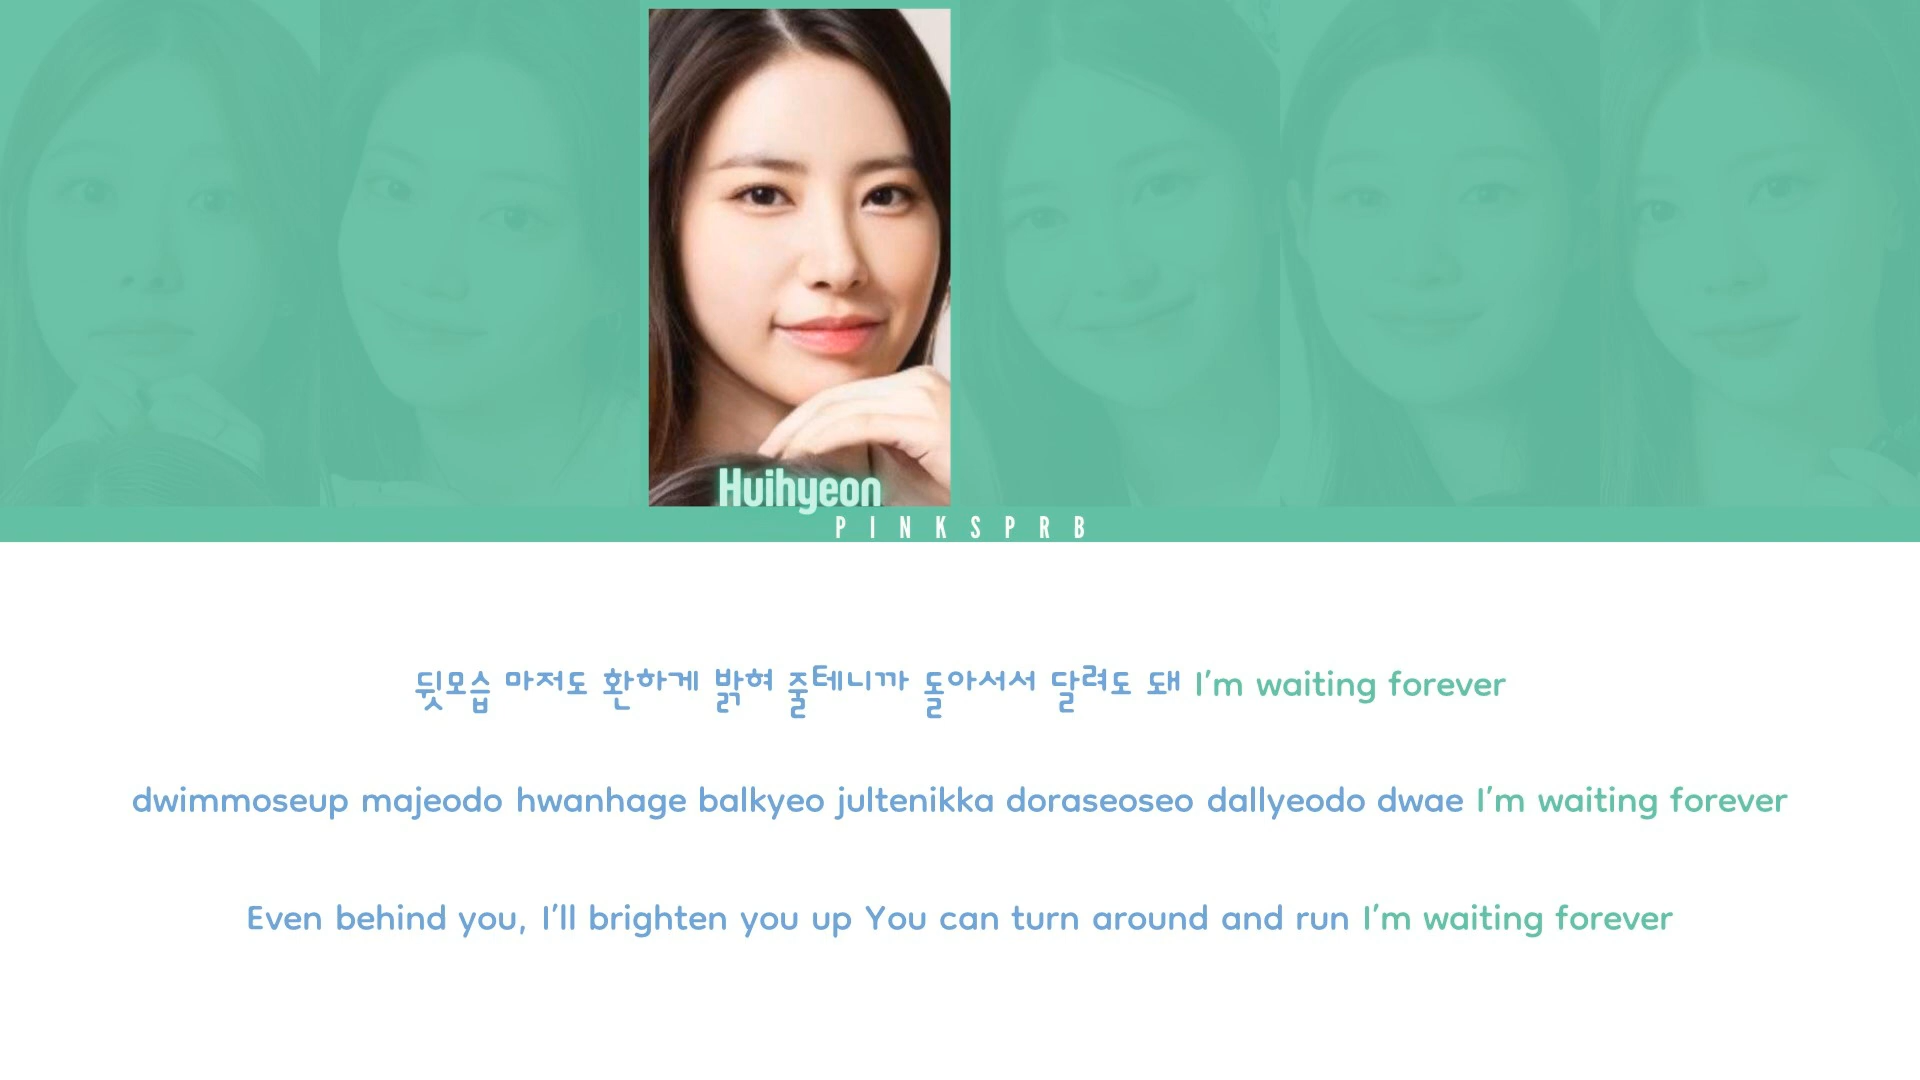 Huihyeon
PINKSPRB
뒷모습 마저도 환하게 밝혀 줄테니까 돌아서서 달려도 돼 I'm waiting forever
dwimmoseup majeodo hwanhage balkyeo jultenikka doraseoseo dallyeodo dwae I'm waiting forever
Even behind you, I'll brighten you up You can turn around and run I'm waiting forever